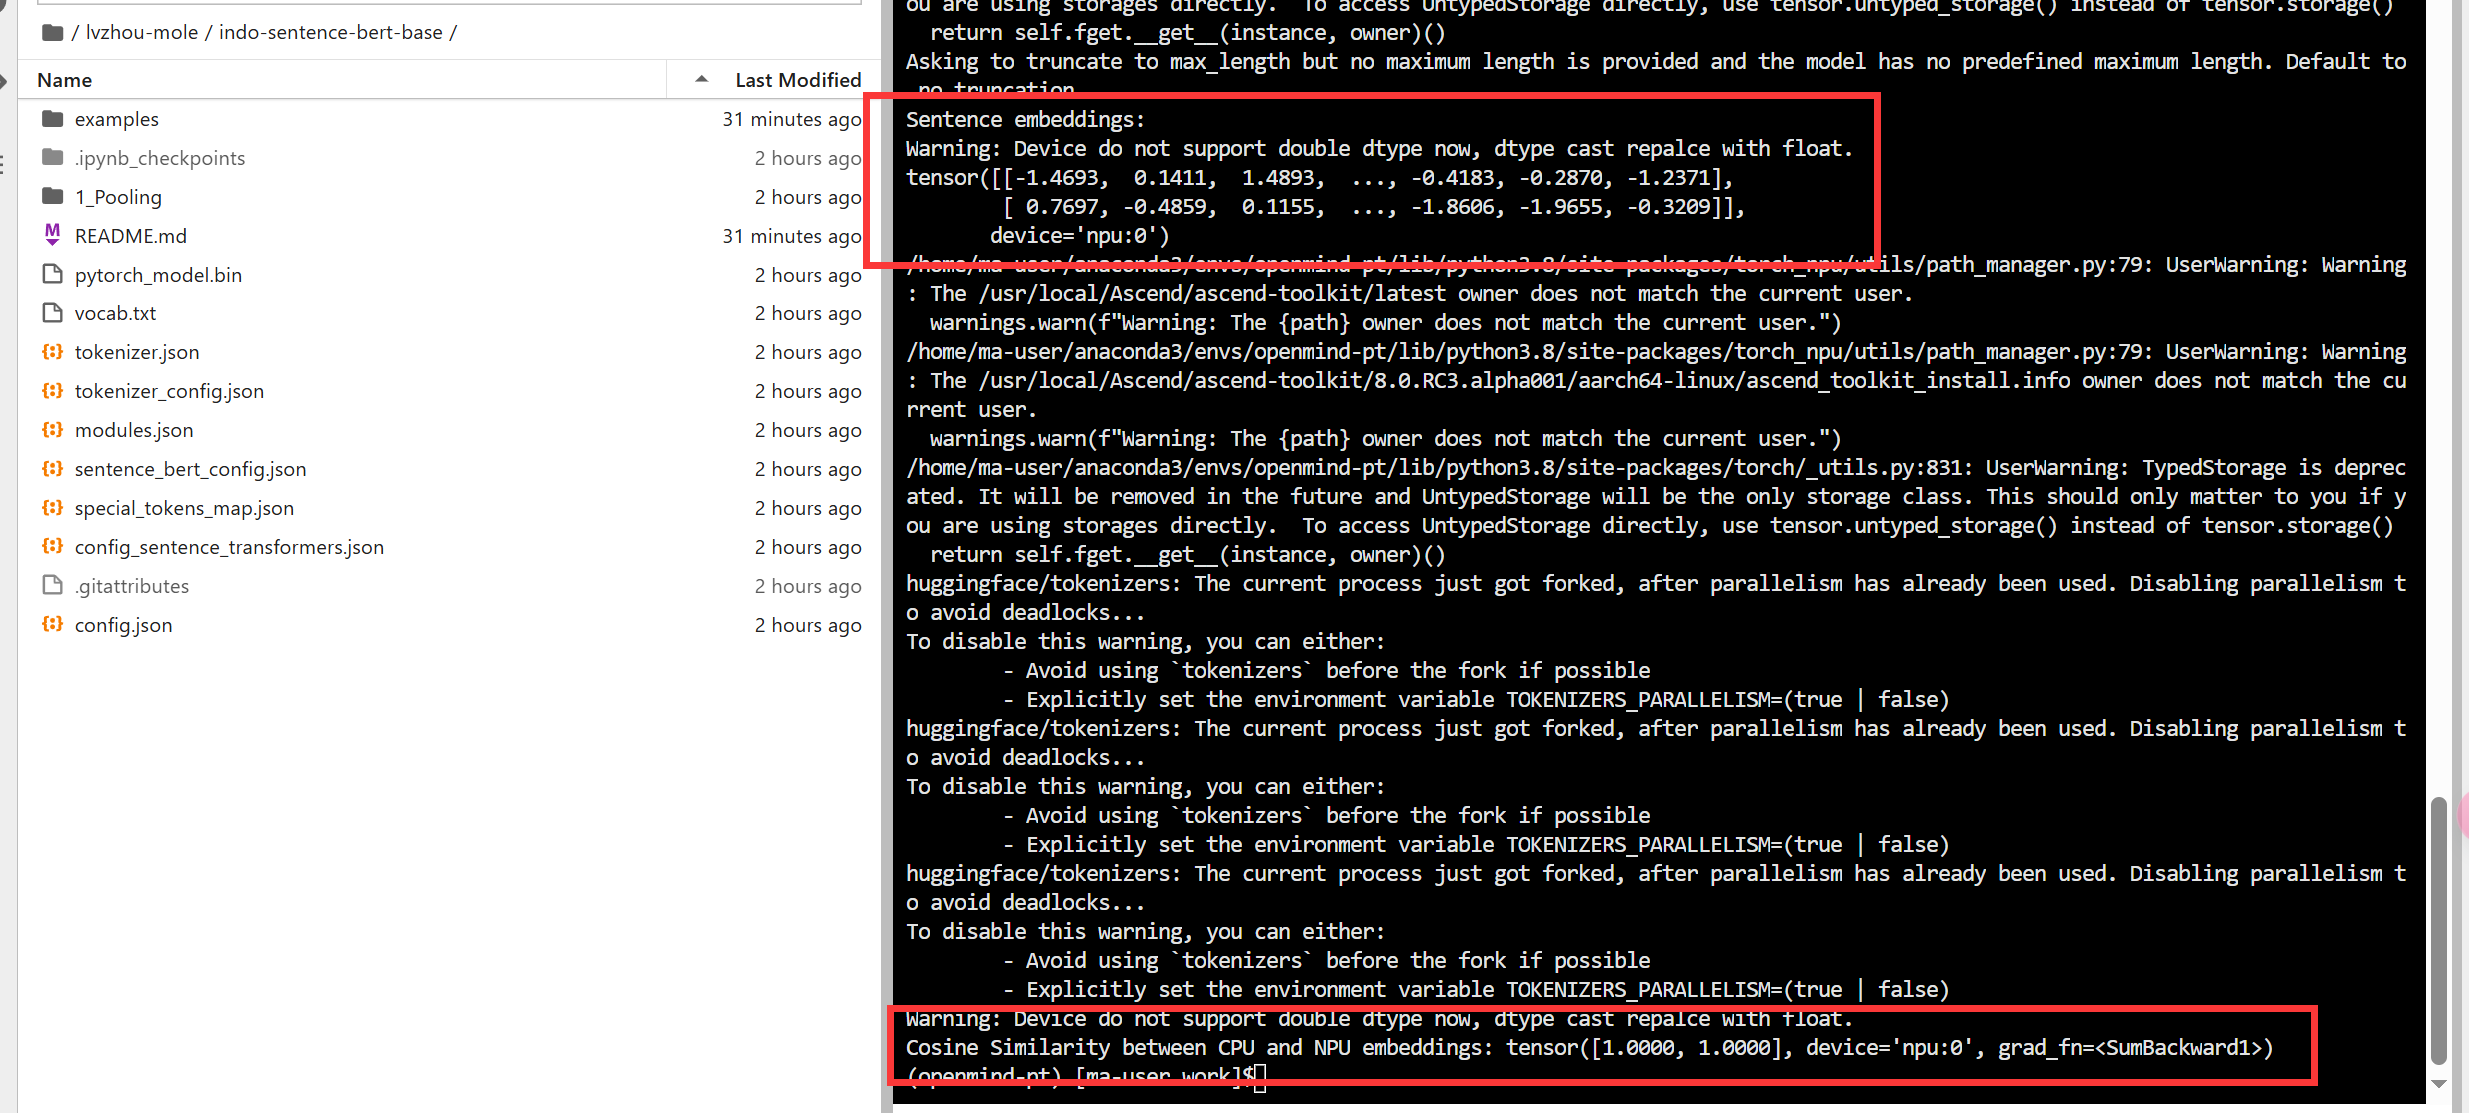 / lvzhou-mole / indo-sentence-bert-base /
Name
Last Modified
examples
31 minutes ago
.ipynb_checkpoints
2 hours ago
1_Pooling
2 hours ago
README.md
31 minutes ago
pytorch_model.bin
2 hours ago
vocab.txt
2 hours ago
tokenizer.json
2 hours ago
tokenizer_config.json
2 hours ago
modules.json
2 hours ago
sentence_bert_config.json
2 hours ago
special_tokens_map.json
2 hours ago
config_sentence_transformers.json
2 hours ago
.gitattributes
2 hours ago
config.json
2 hours ago
ou are using storages directly.  To access UntypedStorage directly, use tensor.untyped_storage() instead of tensor.storage()
  return self.fget.__get__(instance, owner)()
Asking to truncate to max_length but no maximum length is provided and the model has no predefined maximum length. Default to
 no truncation
Sentence embeddings:
Warning: Device do not support double dtype now, dtype cast repalce with float.
tensor([[-1.4693,  0.1411,  1.4893,  ..., -0.4183, -0.2870, -1.2371],
        [ 0.7697, -0.4859,  0.1155,  ..., -1.8606, -1.9655, -0.3209]],
       device='npu:0')
/home/ma-user/anaconda3/envs/openmind-pt/lib/python3.8/site-packages/torch_npu/utils/path_manager.py:79: UserWarning: Warning
: The /usr/local/Ascend/ascend-toolkit/latest owner does not match the current user.
  warnings.warn(f"Warning: The {path} owner does not match the current user.")
/home/ma-user/anaconda3/envs/openmind-pt/lib/python3.8/site-packages/torch_npu/utils/path_manager.py:79: UserWarning: Warning
: The /usr/local/Ascend/ascend-toolkit/8.0.RC3.alpha001/aarch64-linux/ascend_toolkit_install.info owner does not match the cu
rrent user.
  warnings.warn(f"Warning: The {path} owner does not match the current user.")
/home/ma-user/anaconda3/envs/openmind-pt/lib/python3.8/site-packages/torch/_utils.py:831: UserWarning: TypedStorage is deprec
ated. It will be removed in the future and UntypedStorage will be the only storage class. This should only matter to you if y
ou are using storages directly.  To access UntypedStorage directly, use tensor.untyped_storage() instead of tensor.storage()
  return self.fget.__get__(instance, owner)()
huggingface/tokenizers: The current process just got forked, after parallelism has already been used. Disabling parallelism t
o avoid deadlocks...
To disable this warning, you can either:
        - Avoid using `tokenizers` before the fork if possible
        - Explicitly set the environment variable TOKENIZERS_PARALLELISM=(true | false)
huggingface/tokenizers: The current process just got forked, after parallelism has already been used. Disabling parallelism t
o avoid deadlocks...
To disable this warning, you can either:
        - Avoid using `tokenizers` before the fork if possible
        - Explicitly set the environment variable TOKENIZERS_PARALLELISM=(true | false)
huggingface/tokenizers: The current process just got forked, after parallelism has already been used. Disabling parallelism t
o avoid deadlocks...
To disable this warning, you can either:
        - Avoid using `tokenizers` before the fork if possible
        - Explicitly set the environment variable TOKENIZERS_PARALLELISM=(true | false)
Warning: Device do not support double dtype now, dtype cast repalce with float.
Cosine Similarity between CPU and NPU embeddings: tensor([1.0000, 1.0000], device='npu:0', grad_fn=<SumBackward1>)
(openmind-pt) [ma-user work]$